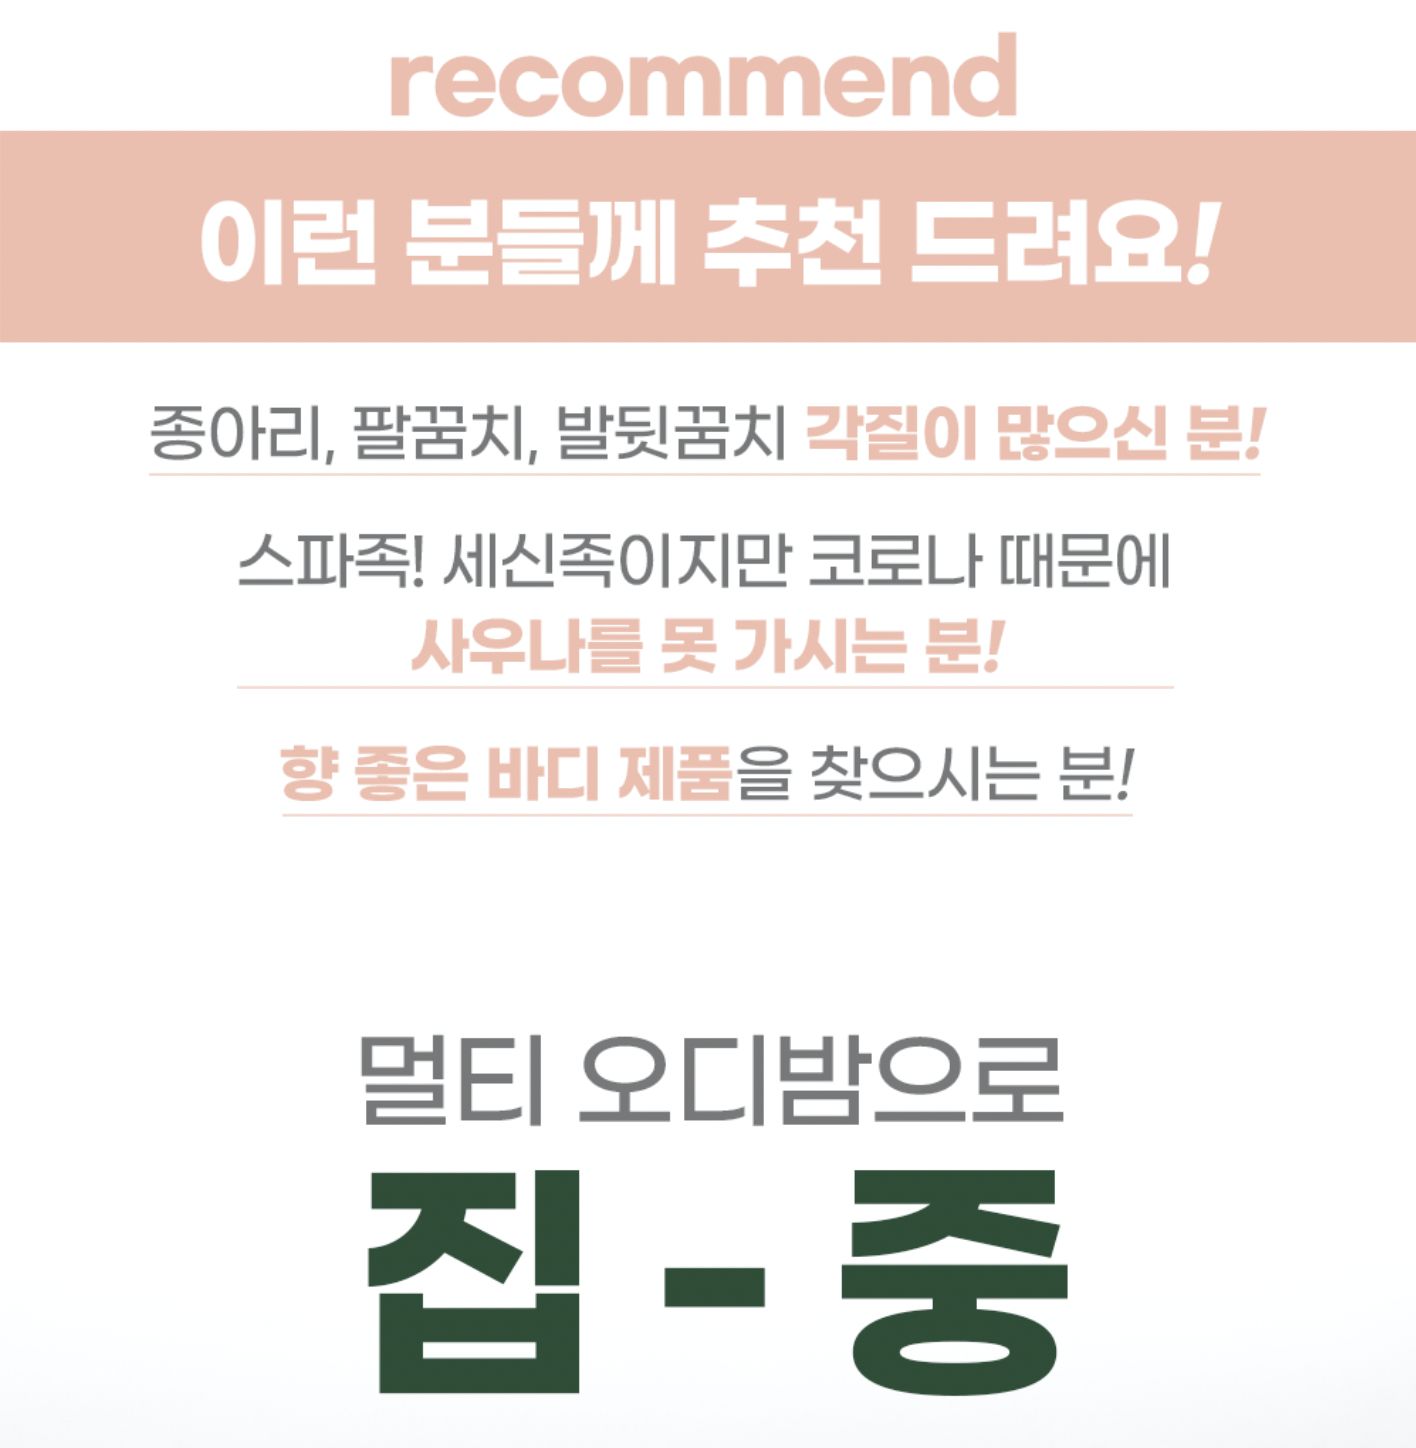 recommend
이런 분들께 추천 드려요!
종아리, 팔꿈치, 발뒷꿈치 각질이 많으신 분!
스파족! 세신족이지만 코로나 때문에
사우나를 못 가시는 분!
향 좋은 바디 제품을 찾으시는 분!
멀티 오디밤으로
집 - 중